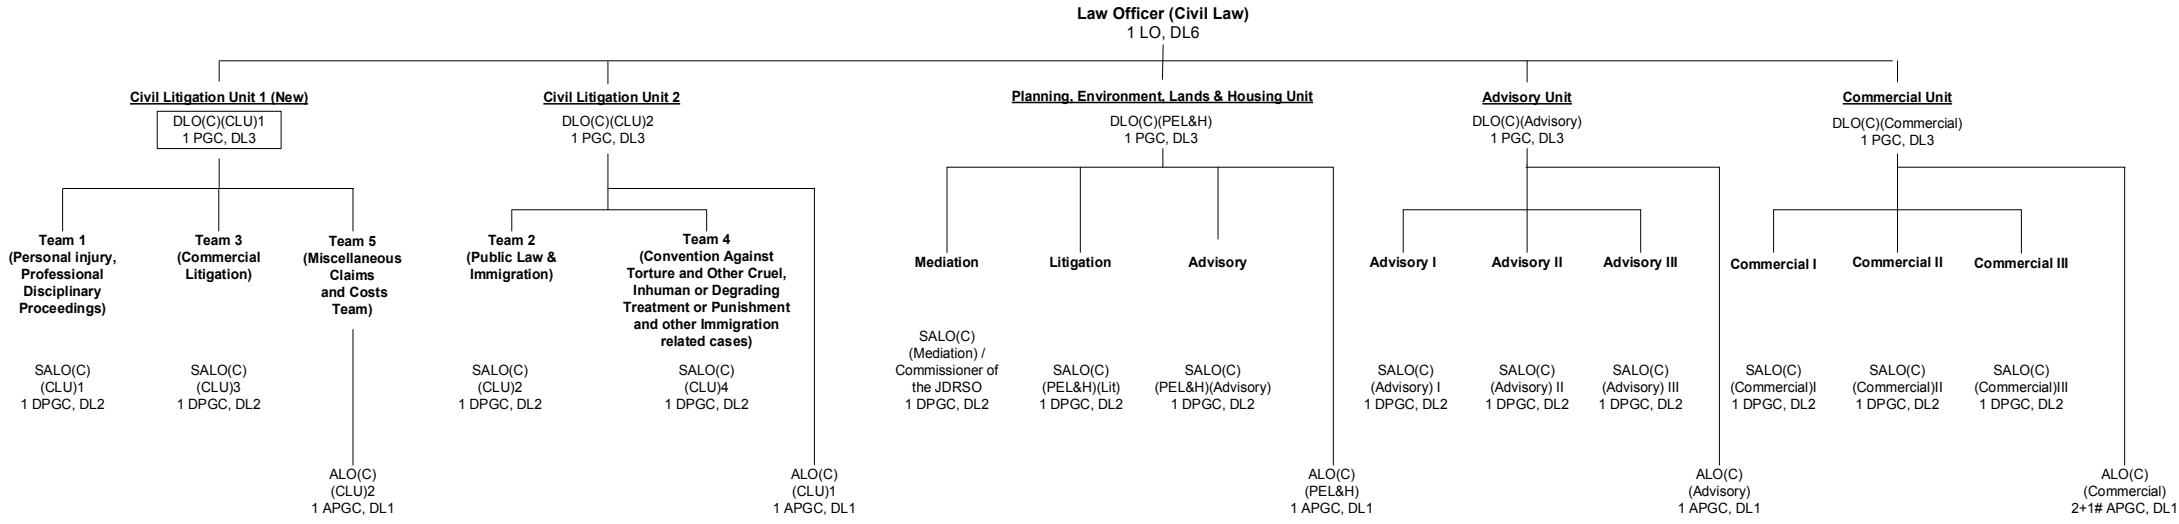 Law Officer (Civil Law)
1 LO, DL6
Civil Litigation Unit 1 (New)
DLO(C)(CLU)1
1 PGC, DL3
Civil Litigation Unit 2
DLO(C)(CLU)2
1 PGC, DL3
Planning, Environment, Lands & Housing Unit
DLO(C)(PEL&H)
1 PGC, DL3
Advisory Unit
DLO(C)(Advisory)
1 PGC, DL3
Commercial Unit
DLO(C)(Commercial)
1 PGC, DL3
Team 1
(Personal injury,
Professional
Disciplinary
Proceedings)
SALO(C)
(CLU)1
1 DPGC, DL2
Team 3
(Commercial
Litigation)
SALO(C)
(CLU)3
1 DPGC, DL2
Team 5
(Miscellaneous
Claims
and Costs
Team)
ALO(C)
(CLU)2
1 APGC, DL1
Team 2
(Public Law &
Immigration)
SALO(C)
(CLU)2
1 DPGC, DL2
Team 4
(Convention Against
Torture and Other Cruel,
Inhuman or Degrading
Treatment or Punishment
and other Immigration
related cases)
SALO(C)
(CLU)4
1 DPGC, DL2
ALO(C)
(CLU)1
1 APGC, DL1
Mediation
SALO(C)
(Mediation) /
Commissioner of
the JDRSO
1 DPGC, DL2
Litigation
SALO(C)
(PEL&H)(Lit)
1 DPGC, DL2
Advisory
SALO(C)
(PEL&H)(Advisory)
1 DPGC, DL2
ALO(C)
(PEL&H)
1 APGC, DL1
Advisory I
SALO(C)
(Advisory) I
1 DPGC, DL2
Advisory II
SALO(C)
(Advisory) II
1 DPGC, DL2
Advisory III
SALO(C)
(Advisory) III
1 DPGC, DL2
ALO(C)
(Advisory)
1 APGC, DL1
Commercial I
SALO(C)
(Commercial)I
1 DPGC, DL2
Commercial II
SALO(C)
(Commercial)II
1 DPGC, DL2
Commercial III
SALO(C)
(Commercial)III
1 DPGC, DL2
ALO(C)
(Commercial)
2+1# APGC, DL1